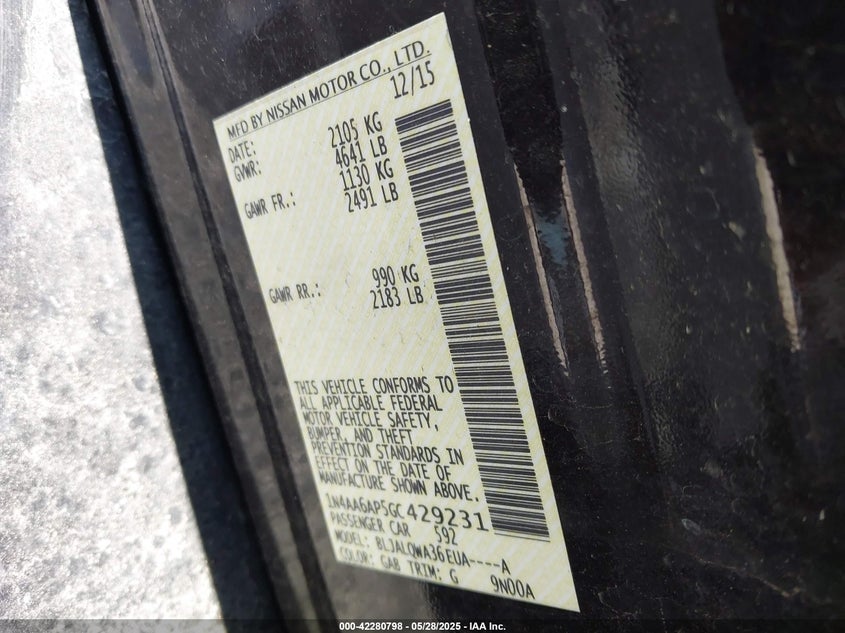 MFD BY NISSAN MOTOR CO., LTD.
DATE: 12/15
GVWR: 2105 KG
4641 LB
GAWR FR.: 1130 KG
2491 LB
GAWR RR.: 990 KG
2183 LB
THIS VEHICLE CONFORMS TO
ALL APPLICABLE FEDERAL
MOTOR VEHICLE SAFETY,
BUMPER, AND THEFT
PREVENTION STANDARDS IN
EFFECT ON THE DATE OF
MANUFACTURE SHOWN ABOVE.
1N4AA6AP5GC429231
PASSENGER CAR 592
MODEL: BLJALQWA36EUA----A
COLOR: GAB TRIM: G 9N00A
000-42280798 - 05/28/2025 - IAA Inc.